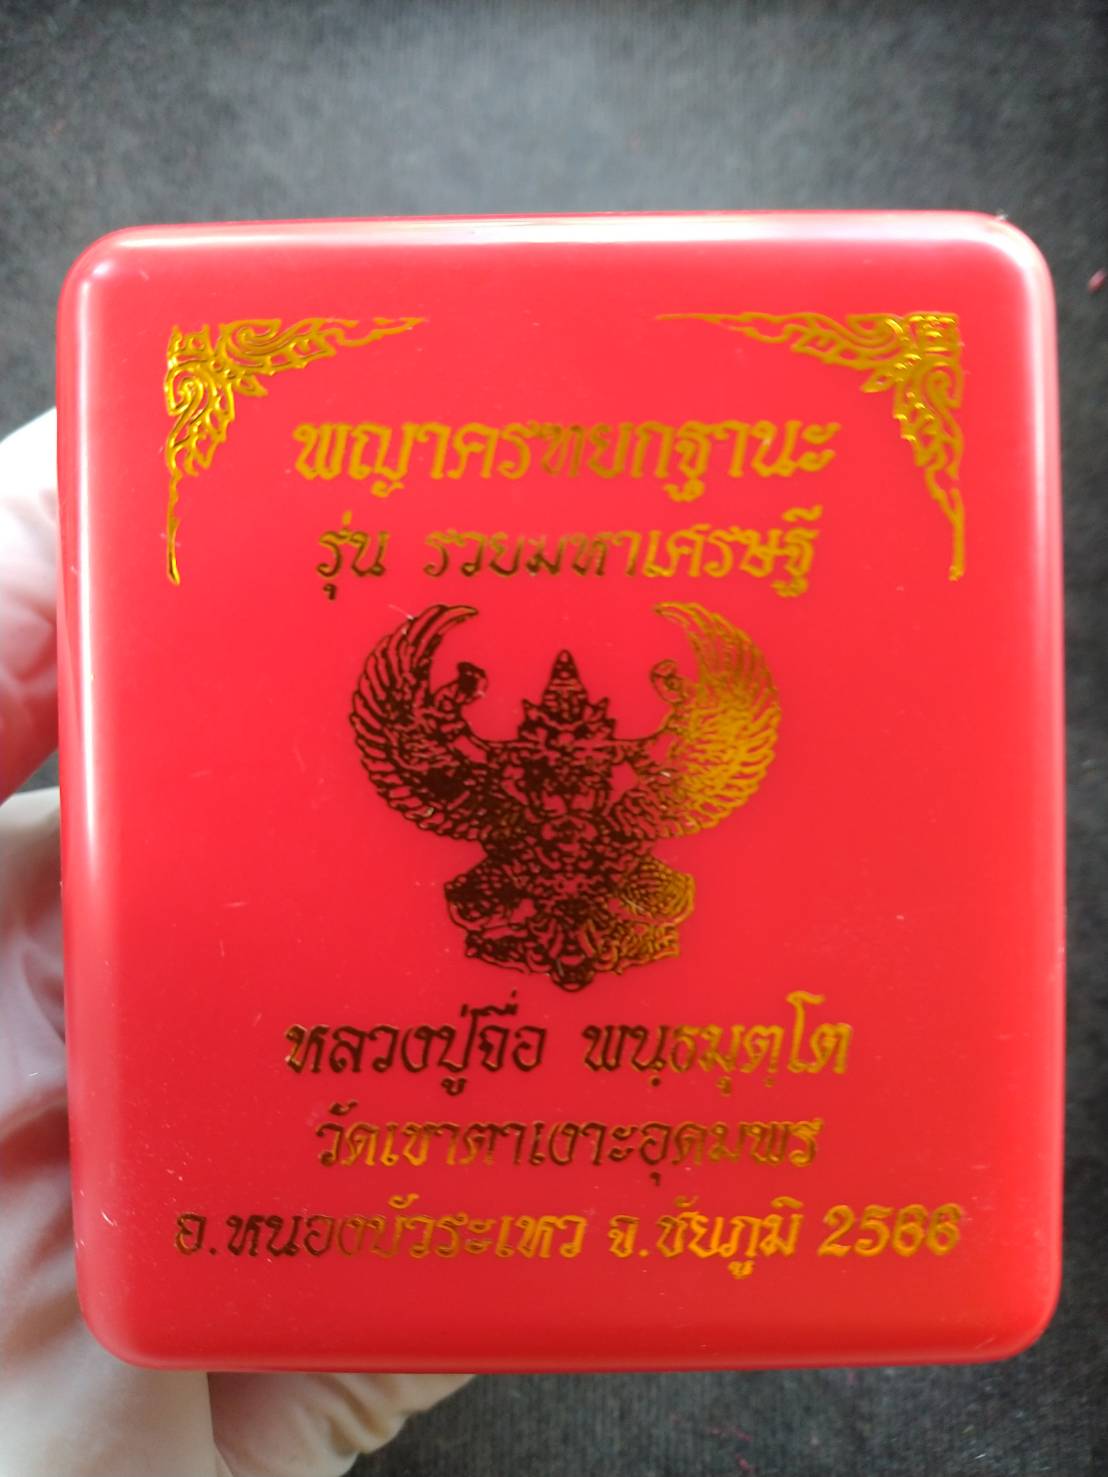 พญาครฑยกฐานะ
รุ่น รวยมหาเศรษฐี
หลวงปู่จื่อ พนฺธมุตฺโต
วัดเขาตาเงาะอุดมพร
อ.หนองบัวระเหว จ.ชัยภูมิ 2566